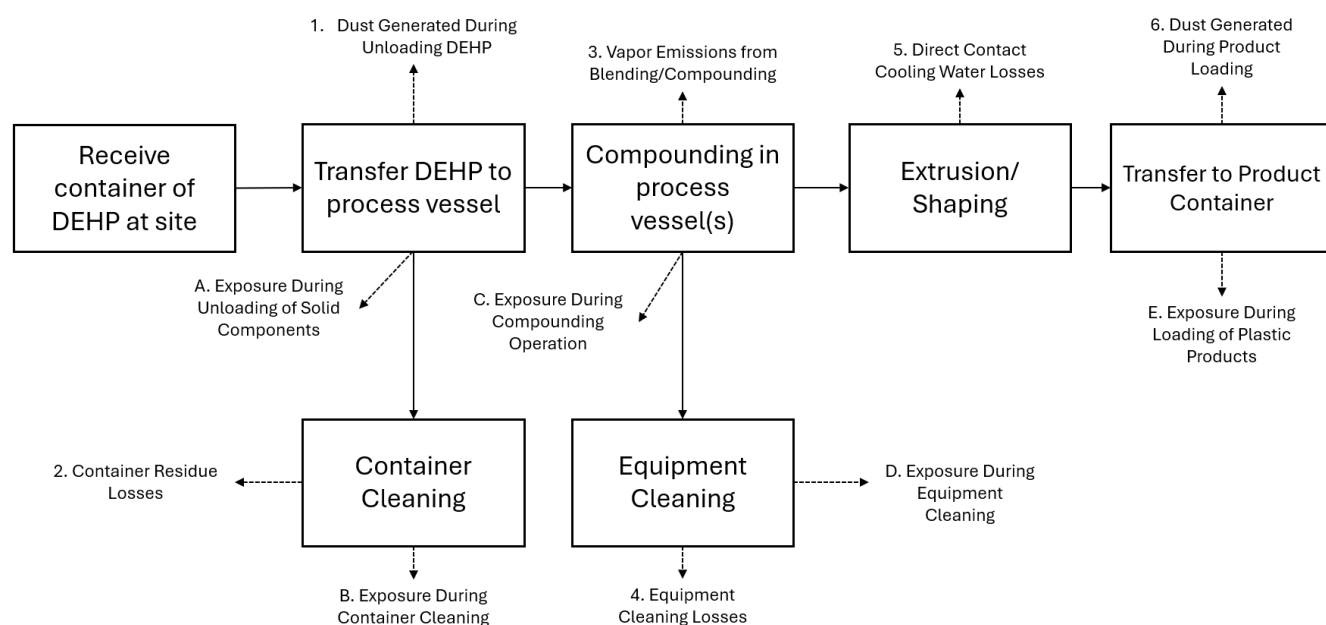 1. Dust Generated During
Unloading DEHP
3. Vapor Emissions from
Blending/Compounding
5. Direct Contact
Cooling Water Losses
6. Dust Generated
During Product
Loading
Receive
container of
DEHP at site
Transfer DEHP to
process vessel
Compounding in
process
vessel(s)
Extrusion/
Shaping
Transfer to Product
Container
A. Exposure During
Unloading of Solid
Components
C. Exposure During
Compounding
Operation
E. Exposure During
Loading of Plastic
Products
2. Container Residue
Losses
Container
Cleaning
Equipment
Cleaning
D. Exposure During
Equipment
Cleaning
B. Exposure During
Container Cleaning
4. Equipment
Cleaning Losses